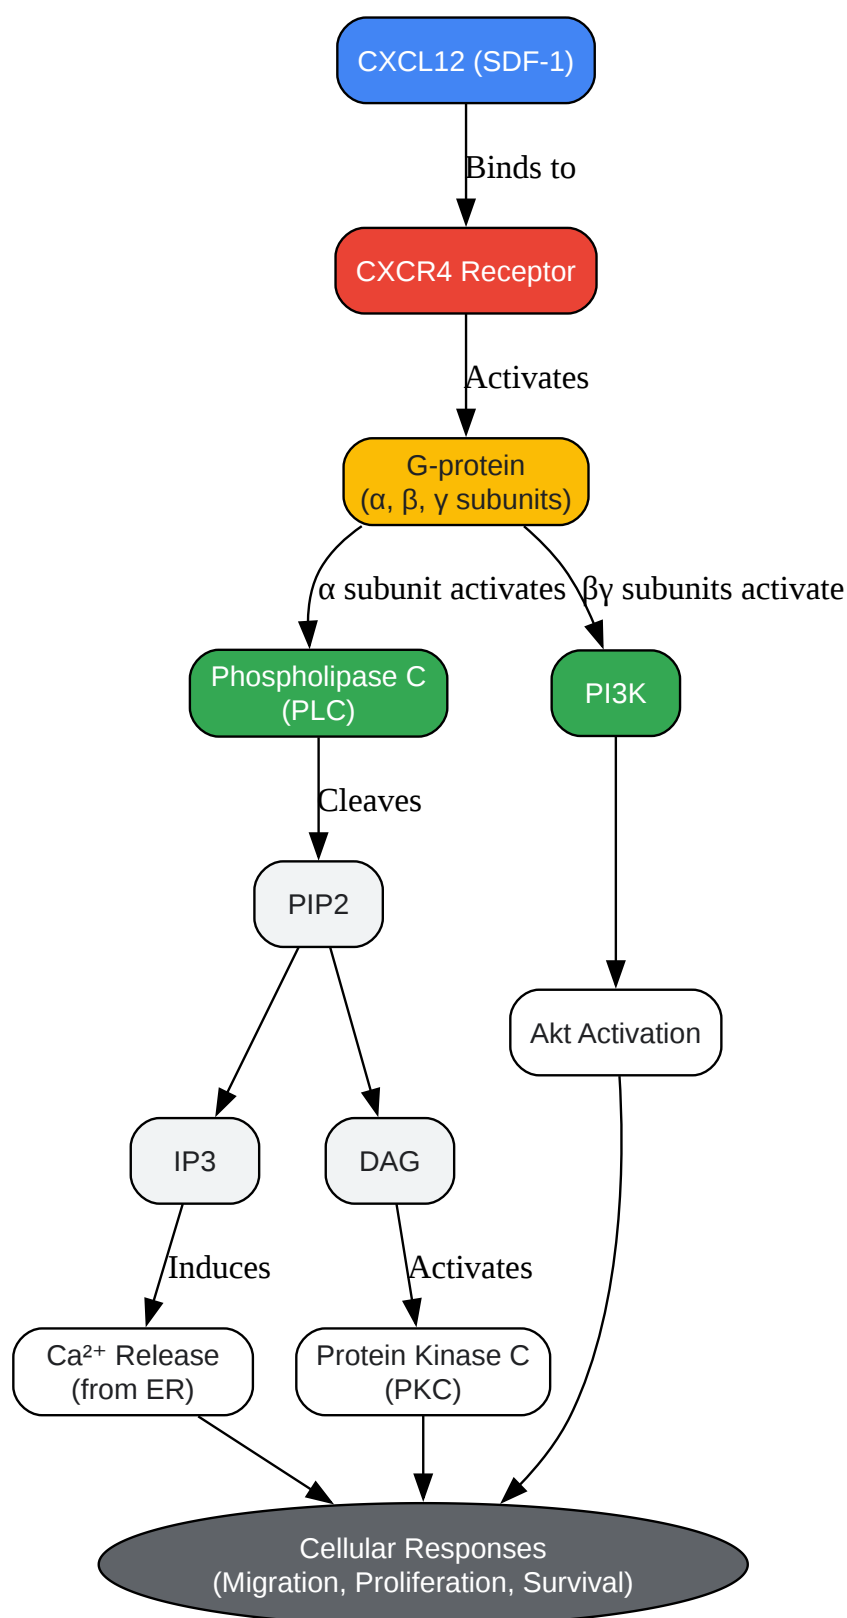 CXCL12 (SDF-1)
Binds to
CXCR4 Receptor
Activates
G-protein
(α, β, γ subunits)
α subunit activates
βγ subunits activate
Phospholipase C
(PLC)
PI3K
Cleaves
PIP2
Akt Activation
IP3
DAG
Induces
Activates
Ca²⁺ Release
(from ER)
Protein Kinase C
(PKC)
Cellular Responses
(Migration, Proliferation, Survival)